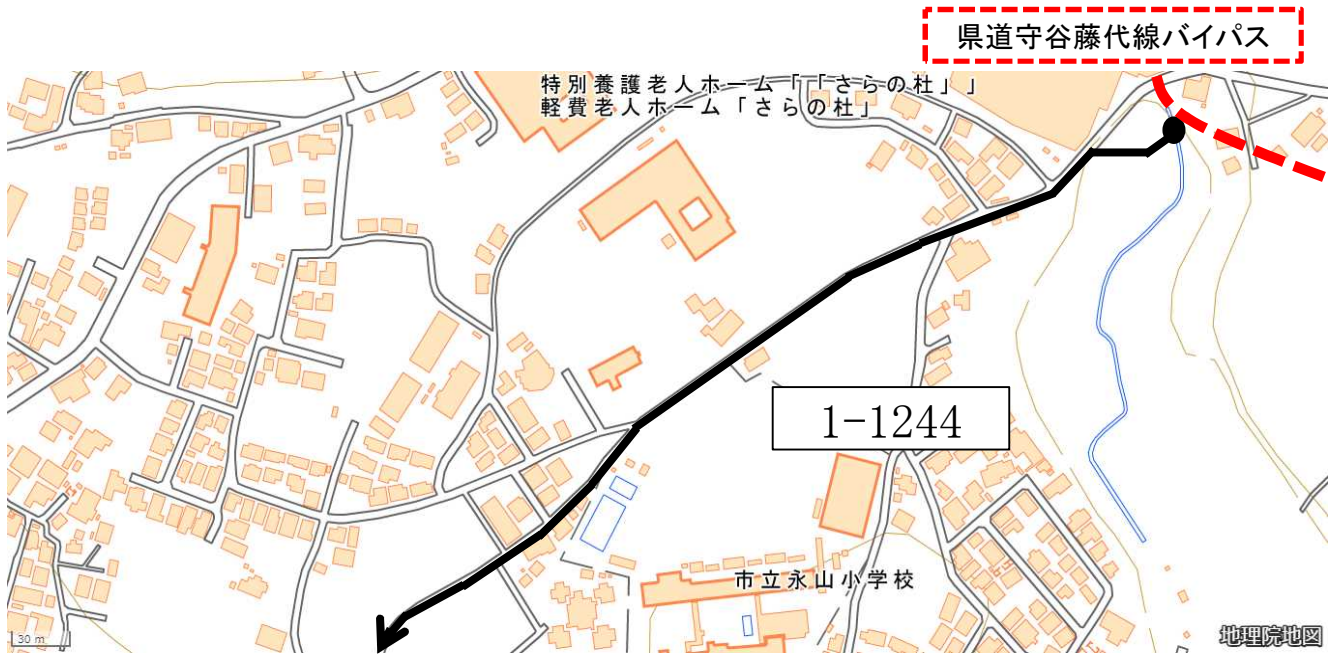 県道守谷藤代線バイパス
特別養護老人ホーム「「さらの杜」」
軽費老人ホーム「さらの杜」
1-1244
市立永山小学校
30 m
地理院地図